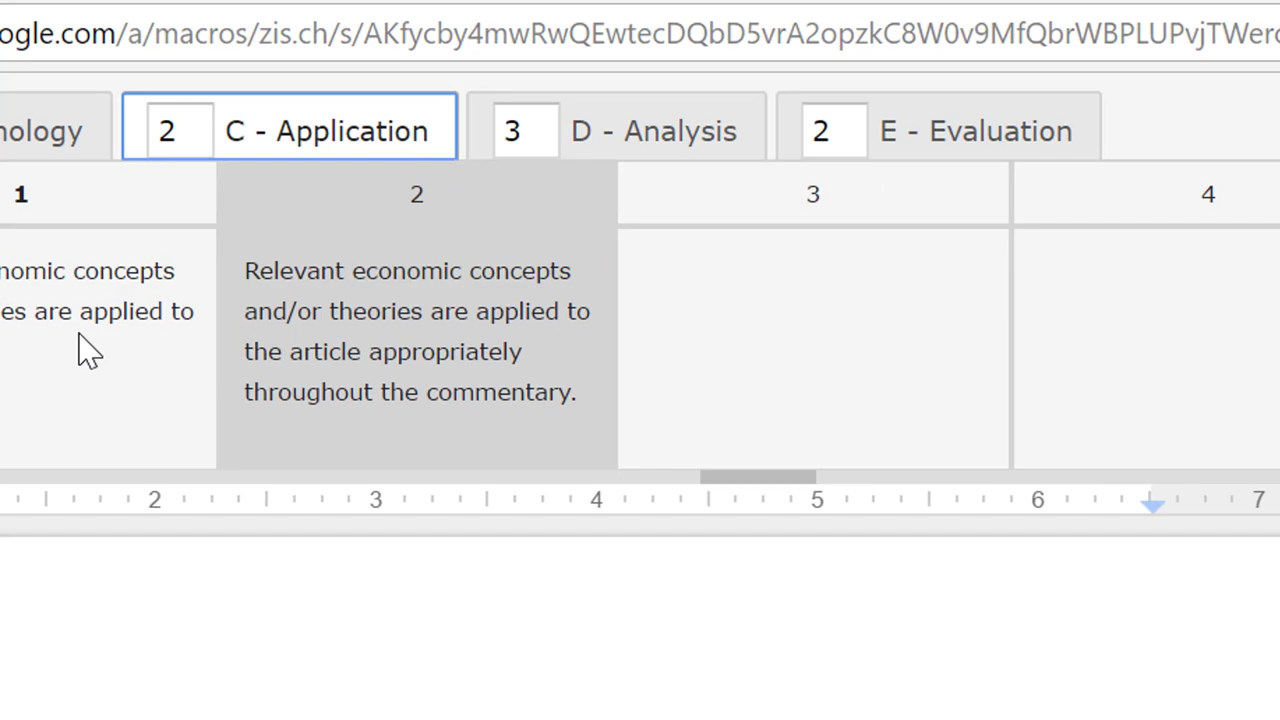 ogle.com/a/macros/zis.ch/s/AKfycby4mwRwQEwtecDQbD5vrA2opzkC8W0v9MfQbrWBPLUPvjTWero
nology 2 C - Application 3 D - Analysis 2 E - Evaluation
1 2 3 4
nomic concepts
es are applied to
Relevant economic concepts
and/or theories are applied to
the article appropriately
throughout the commentary.
2 3 4 5 6 7